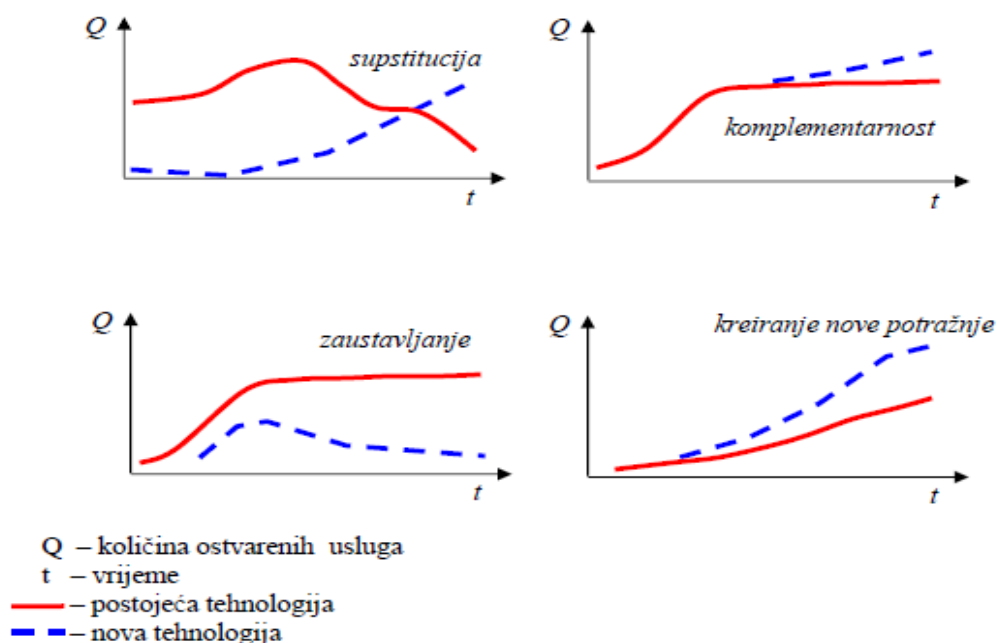 Q
supstitucija
t
Q
komplementarnost
t
Q
zaustavljanje
t
Q
kreiranje nove potražnje
t
Q – količina ostvarenih usluga
t – vrijeme
– postojeća tehnologija
– nova tehnologija